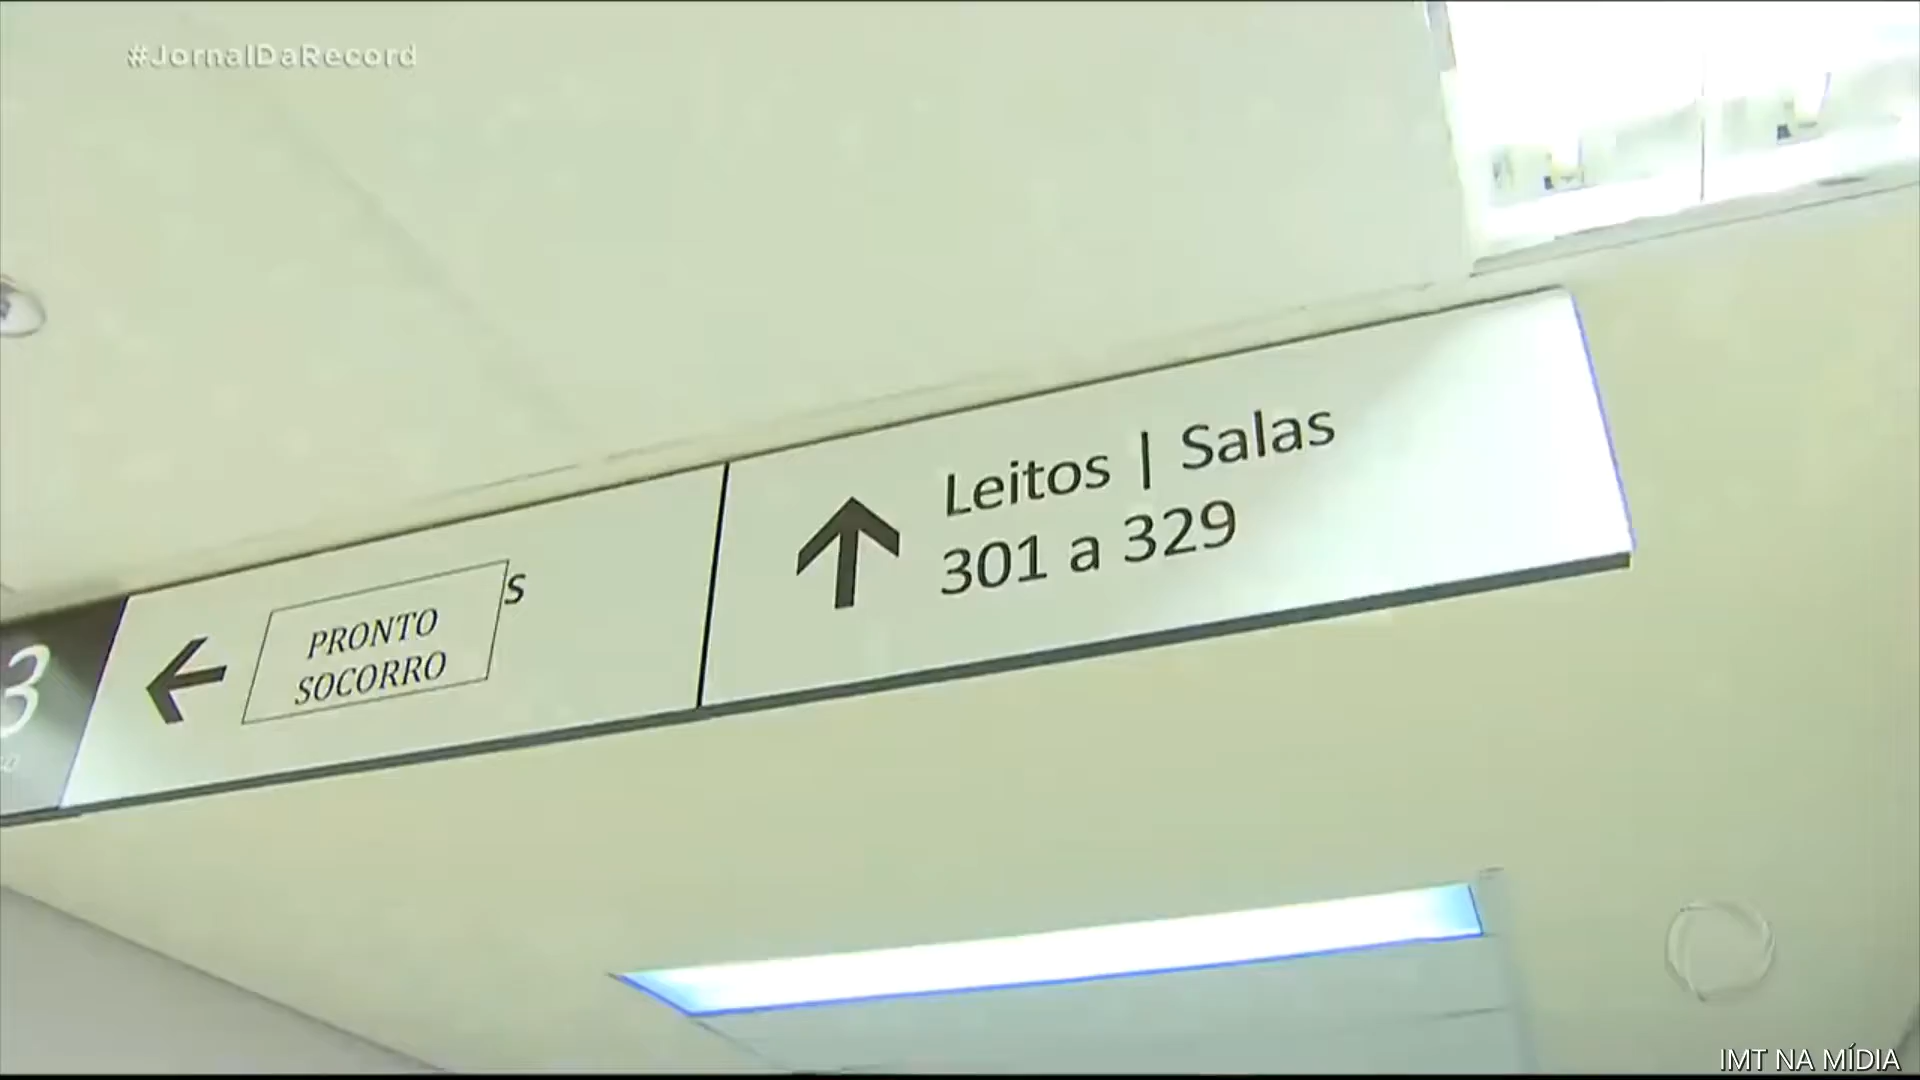 #JornalDaRecord
Leitos | Salas
301 a 329
s
PRONTO
SOCORRO
3
IMT NA MÍDIA